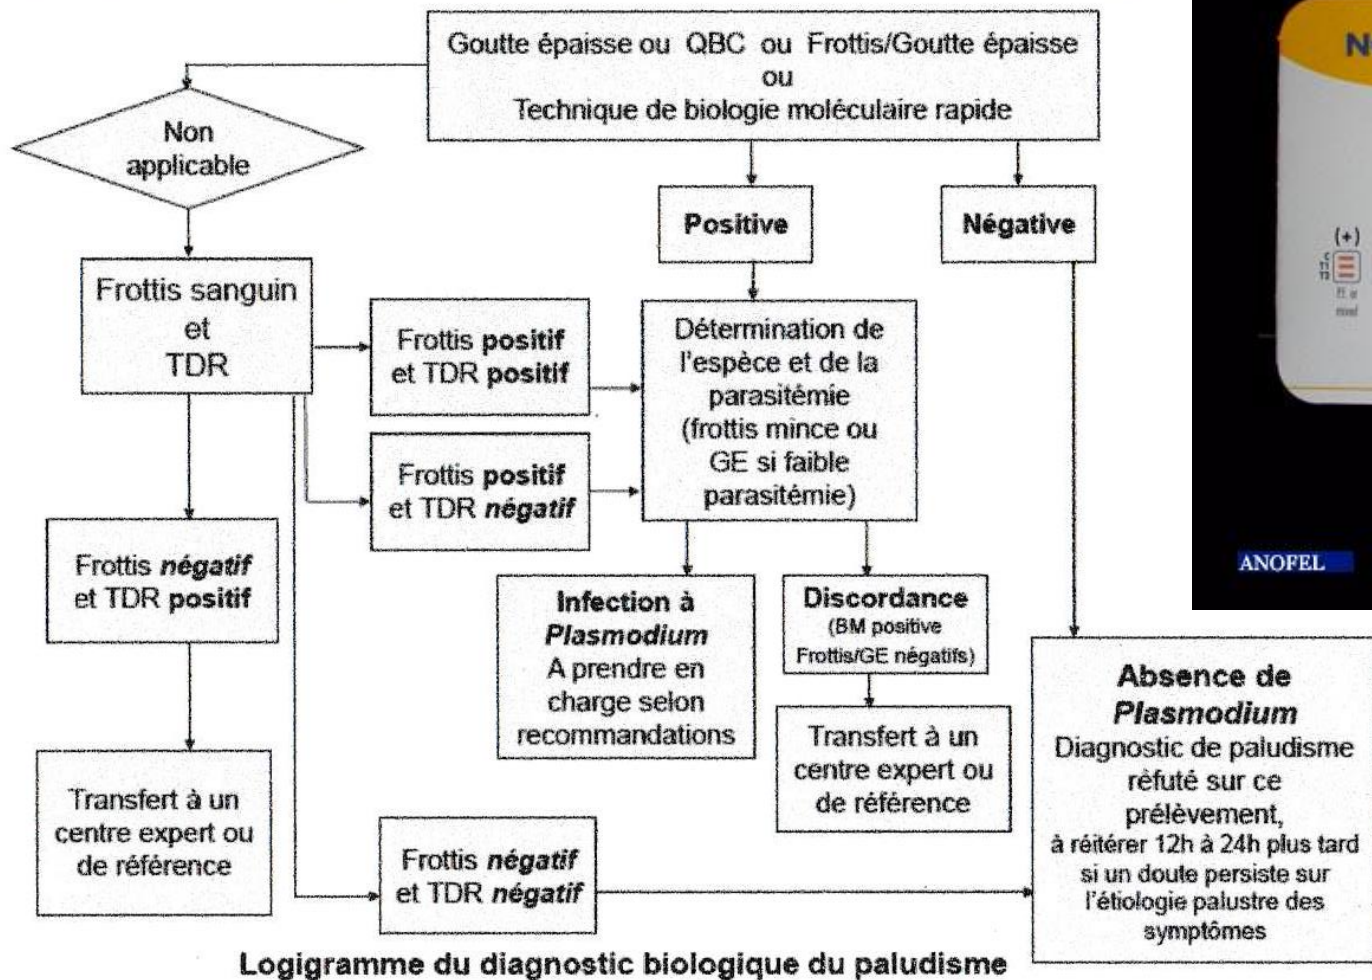 Goutte épaisse ou QBC ou Frottis/Goutte épaisse
ou
Technique de biologie moléculaire rapide
Non
applicable
Positive
Négative
Frottis sanguin
et
TDR
Frottis positif
et TDR positif
Frottis positif
et TDR négatif
Détermination de
l'espèce et de la
parasitémie
(frottis mince ou
GE si faible
parasitémie)
Frottis négatif
et TDR positif
Infection à
Plasmodium
A prendre en
charge selon
recommandations
Discordance
(BM positive
Frottis/GE négatifs)
Transfert à un
centre expert ou
de référence
Transfert à un
centre expert ou
de référence
Frottis négatif
et TDR négatif
Absence de
Plasmodium
Diagnostic de paludisme
réfuté sur ce
prélèvement,
à réitérer 12h à 24h plus tard
si un doute persiste sur
l'étiologie palustre des
symptômes
Logigramme du diagnostic biologique du paludisme
N
(+)
C
ANOFEL